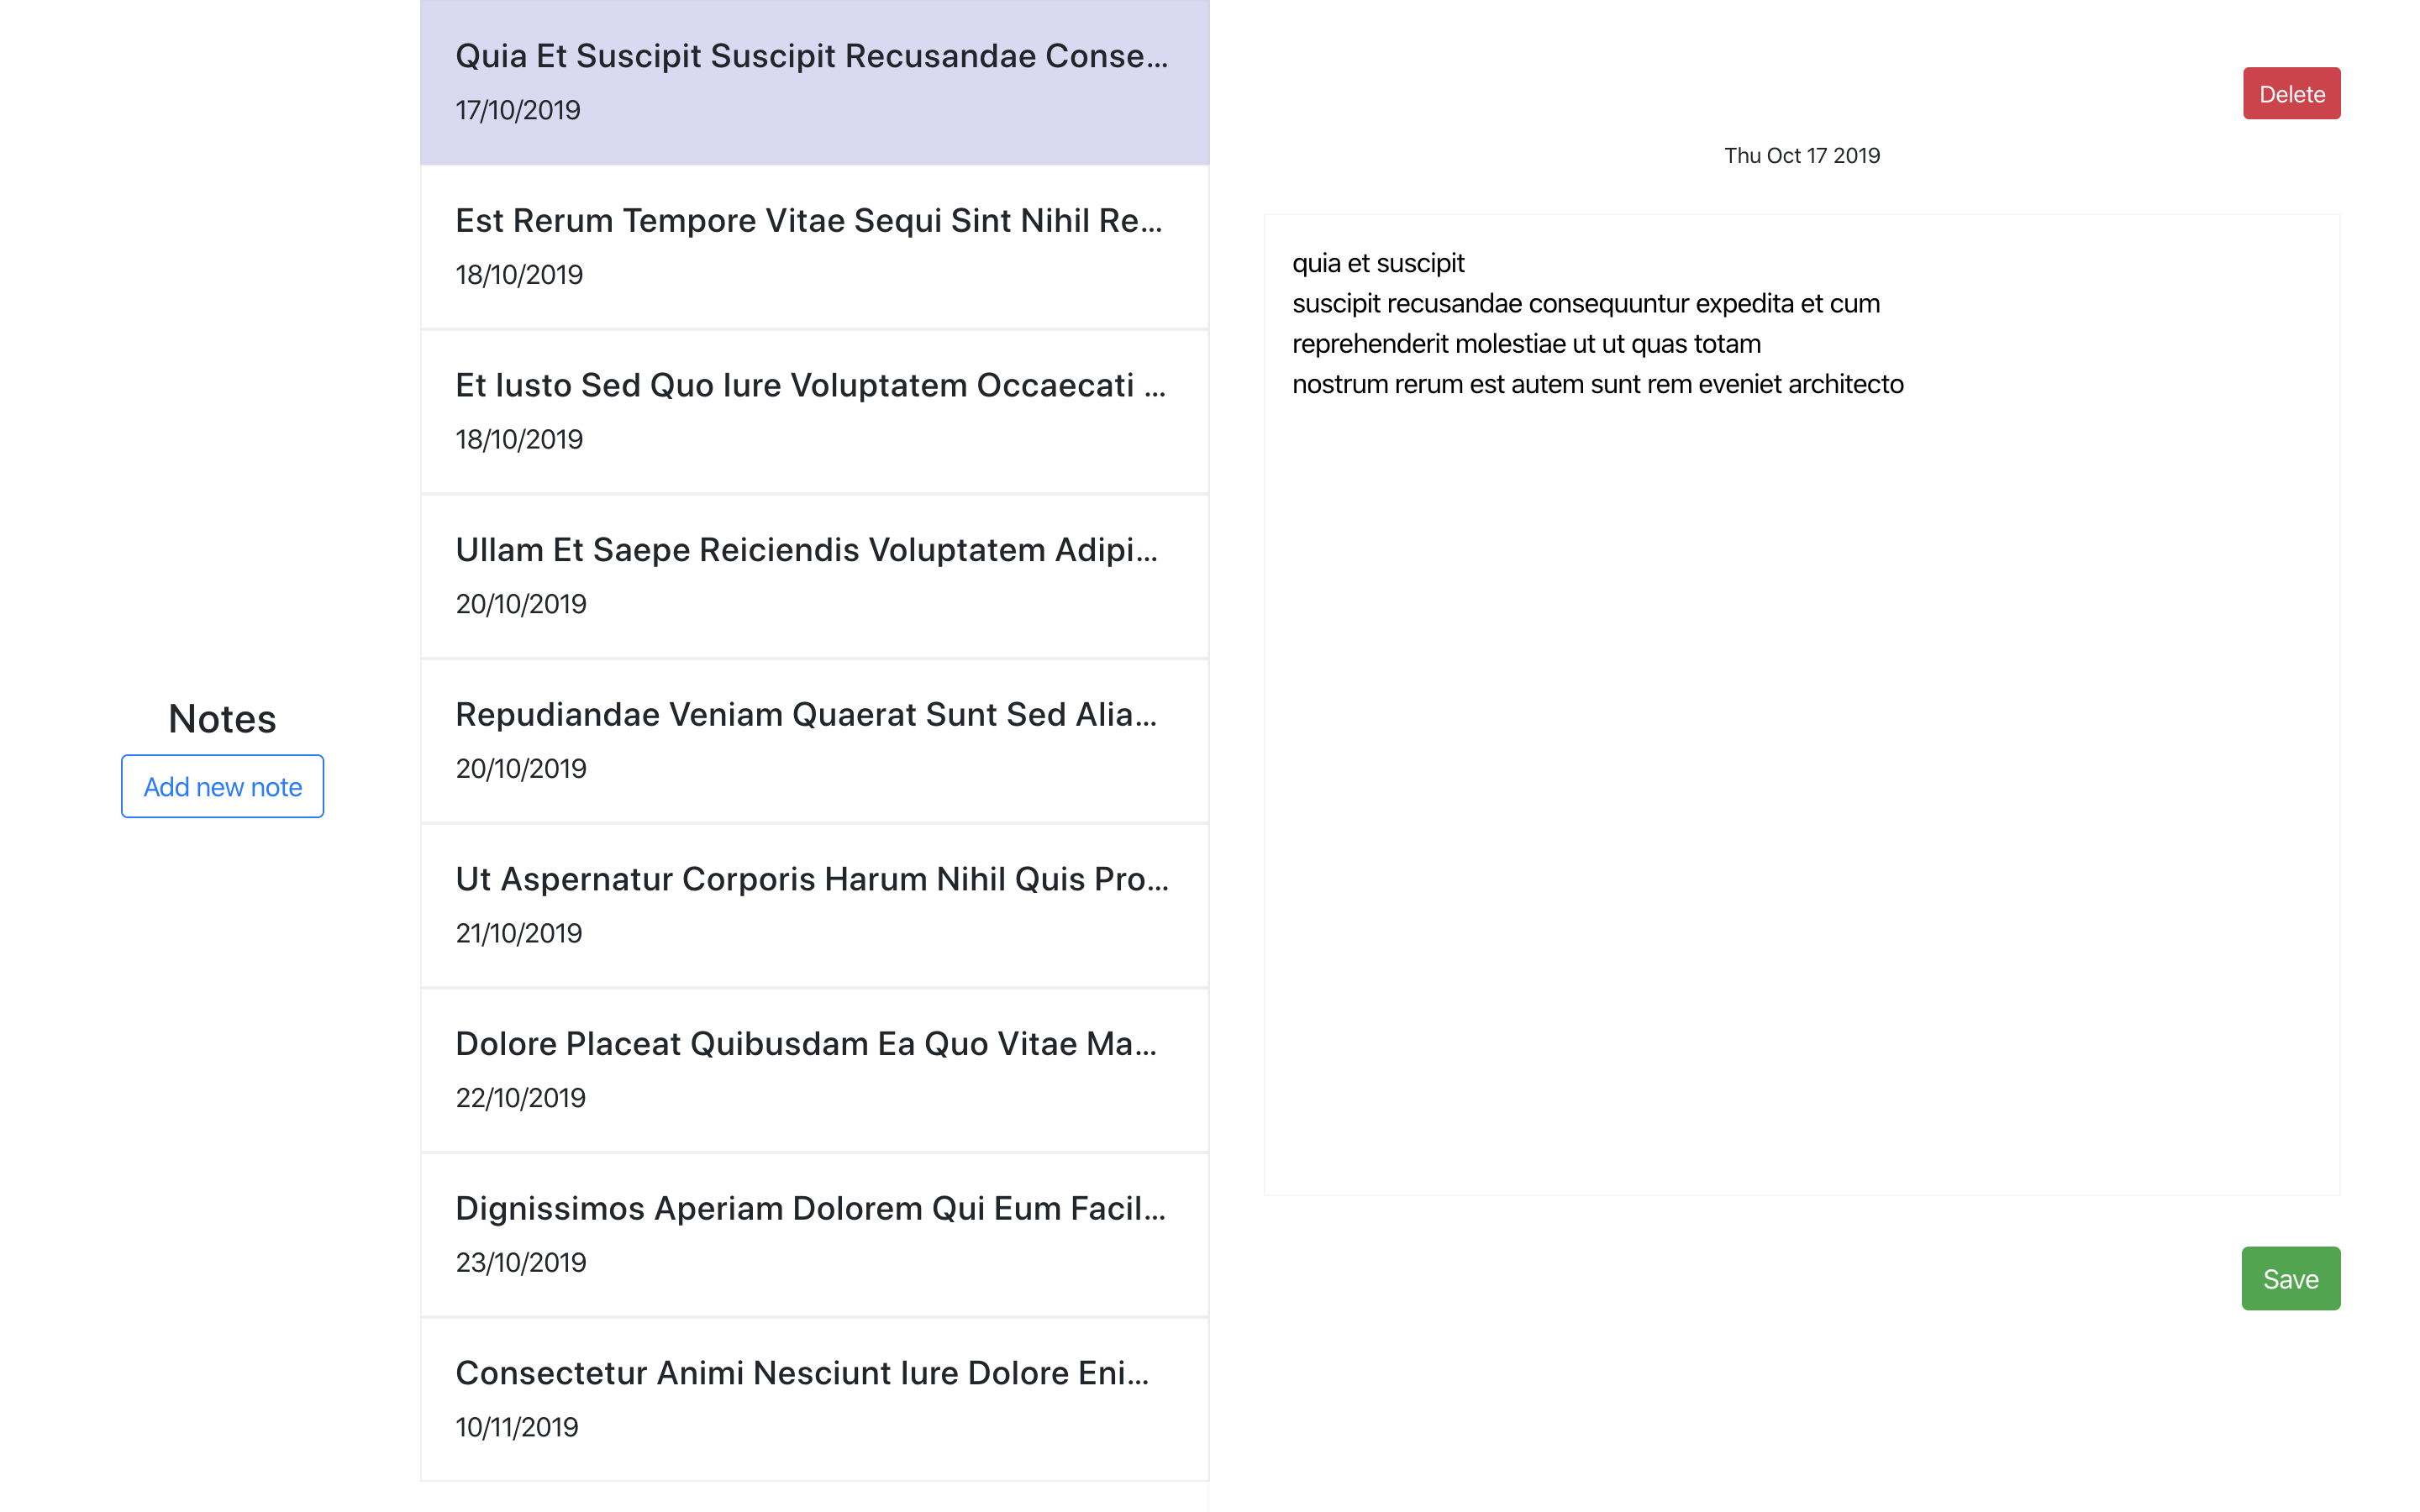 Notes
Add new note
Quia Et Suscipit Suscipit Recusandae Conse...
17/10/2019
Est Rerum Tempore Vitae Sequi Sint Nihil Re...
18/10/2019
Et Iusto Sed Quo Iure Voluptatem Occaecati ...
18/10/2019
Ullam Et Saepe Reiciendis Voluptatem Adipi...
20/10/2019
Repudiandae Veniam Quaerat Sunt Sed Alia...
20/10/2019
Ut Aspernatur Corporis Harum Nihil Quis Pro...
21/10/2019
Dolore Placeat Quibusdam Ea Quo Vitae Ma...
22/10/2019
Dignissimos Aperiam Dolorem Qui Eum Facil...
23/10/2019
Consectetur Animi Nesciunt Iure Dolore Eni...
10/11/2019
Delete
Thu Oct 17 2019
quia et suscipit
suscipit recusandae consequuntur expedita et cum
reprehenderit molestiae ut ut quas totam
nostrum rerum est autem sunt rem eveniet architecto
Save